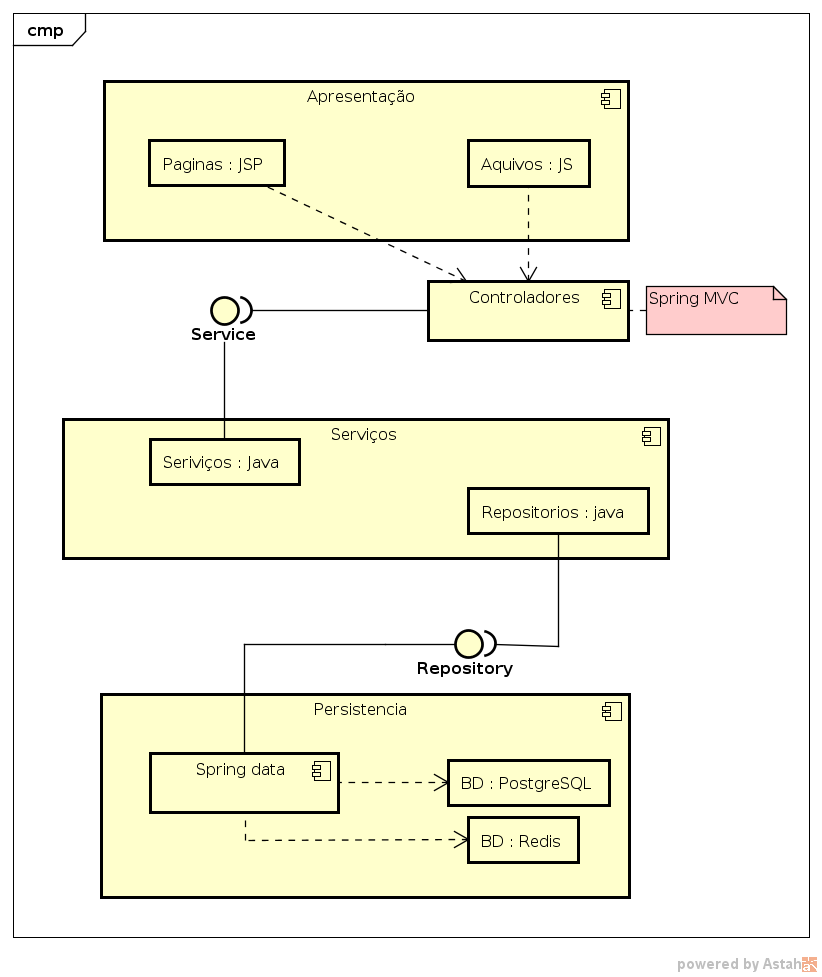 cmp
Apresentação
Paginas : JSP
Aquivos : JS
Controladores
Spring MVC
Service
Serviços
Seriviços : Java
Repositorios : java
Repository
Persistencia
Spring data
BD : PostgreSQL
BD : Redis
powered by Astah